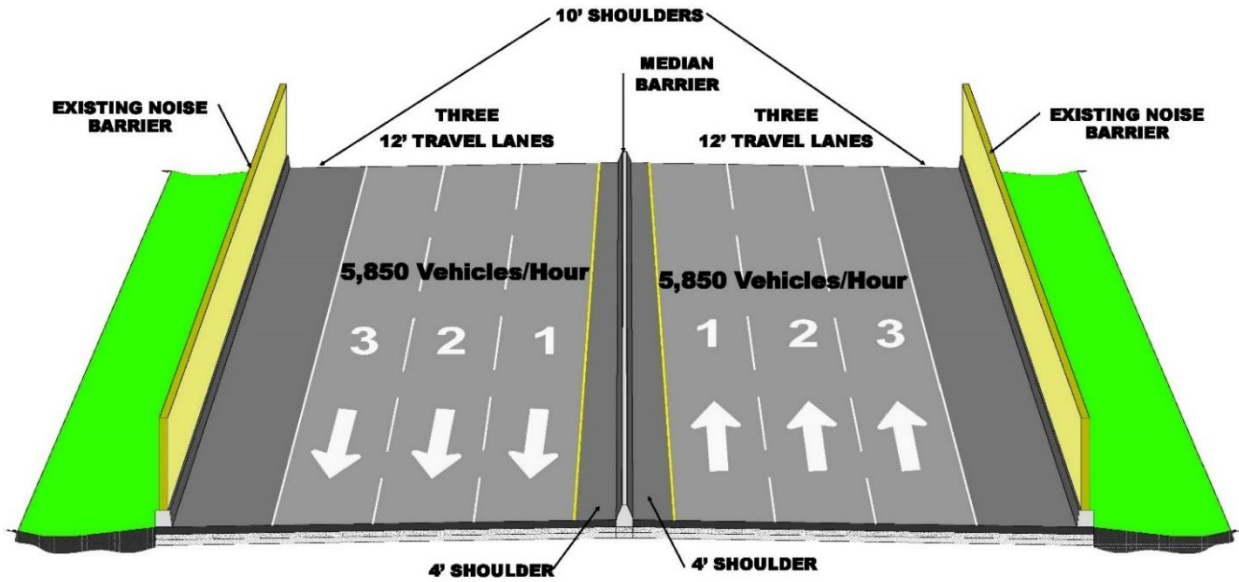 10' SHOULDERS
MEDIAN
BARRIER
EXISTING NOISE
BARRIER
THREE
12' TRAVEL LANES
THREE
12' TRAVEL LANES
EXISTING NOISE
BARRIER
5,850 Vehicles/Hour
5,850 Vehicles/Hour
3 2 1
1 2 3
4' SHOULDER
4' SHOULDER